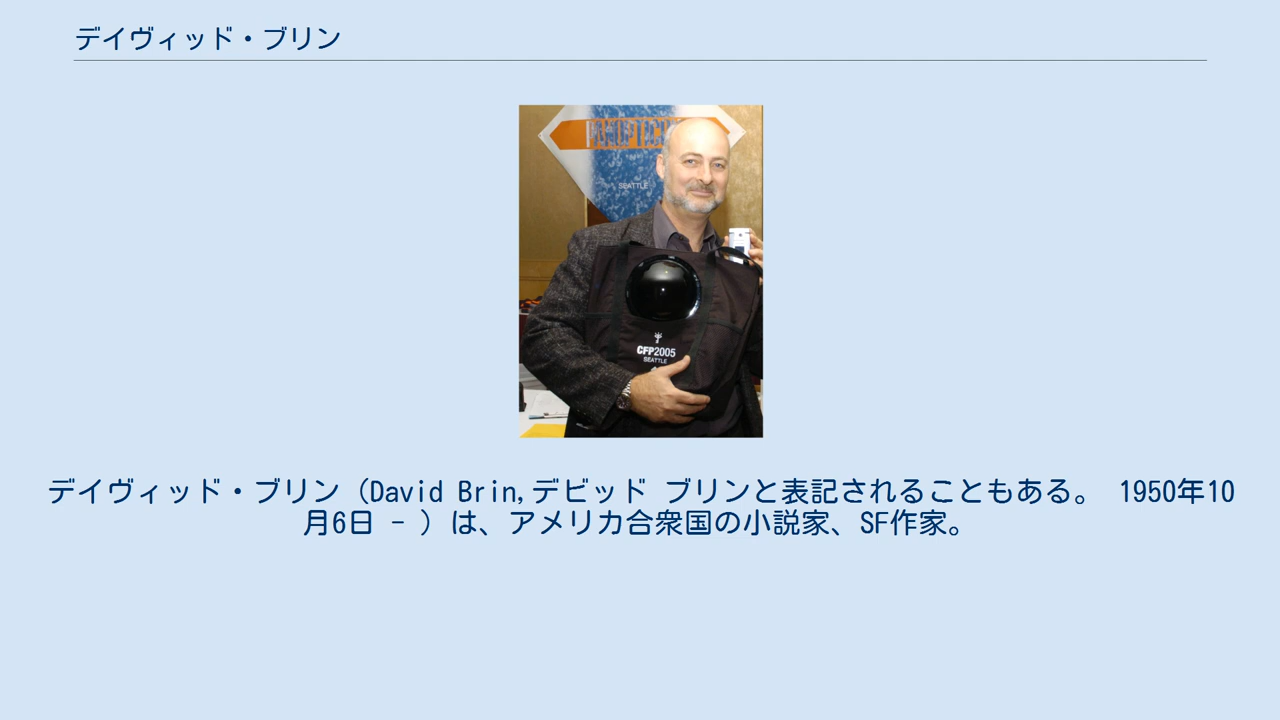 デイヴィッド・ブリン
SEATTLE
CFP2005
SEATTLE
デイヴィッド・ブリン（David Brin,デビッド ブリンと表記されることもある。 1950年10
月6日 - ）は、アメリカ合衆国の小説家、SF作家。